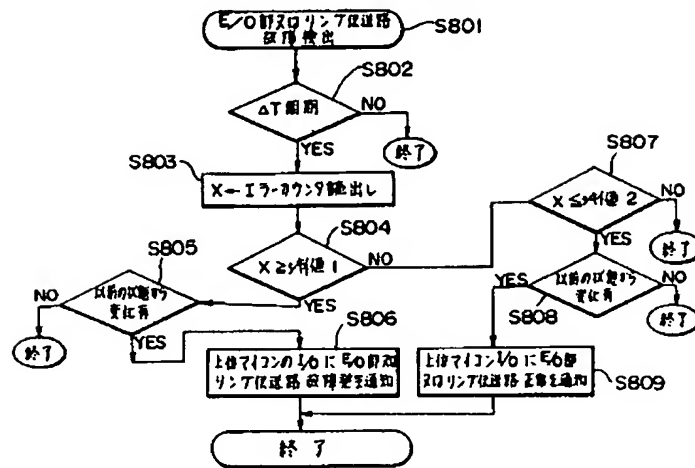 E/O部又はリング伝送路
故障検出
S801
S802
ΔT周期
NO
終了
YES
S803
X←エラーカウンタ読出し
S804
X≧しきい値1
NO
YES
S807
X≦しきい値2
NO
終了
YES
S805
以前の状態から
変化有
NO
終了
YES
以前の状態から
変化有
YES
NO
S808
終了
S806
上位マイコンのI/OにE/O部又は
リング伝送路故障発生を通知
上位マイコンI/OにE/O部
又はリング伝送路正常を通知
S809
終了